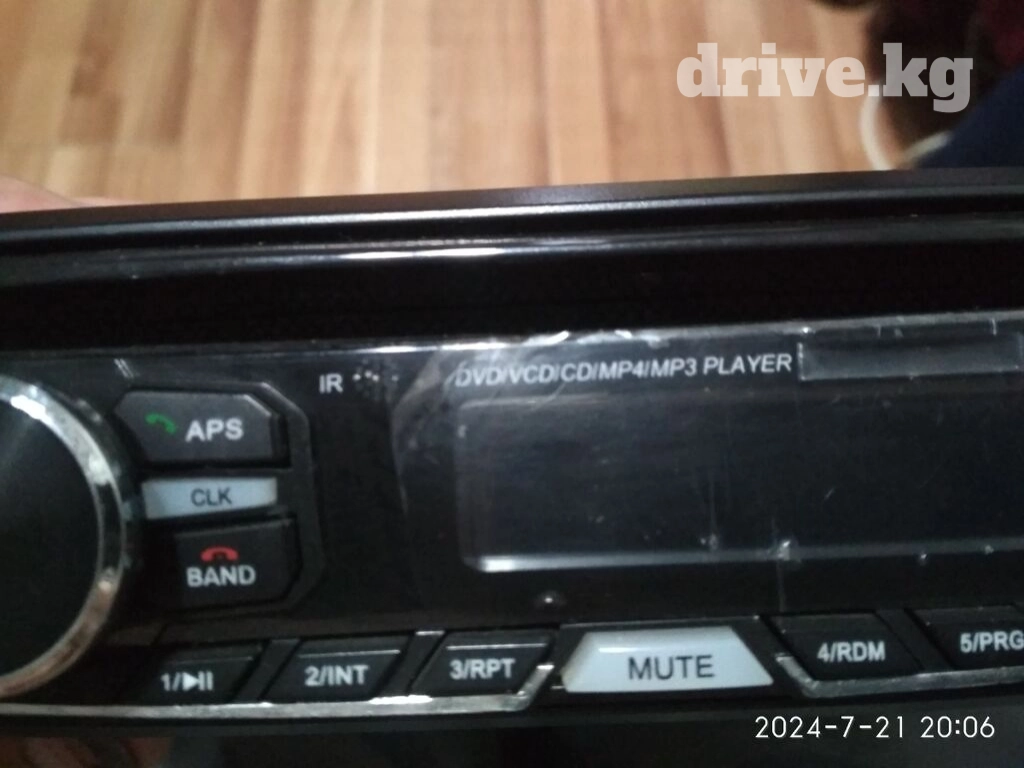 drive.kg
IR
DVD/VCD/CD/MP4/MP3 PLAYER
APS
CLK
BAND
1/▶II
2/INT
3/RPT
MUTE
4/RDM
5/PRG
2024-7-21 20:06